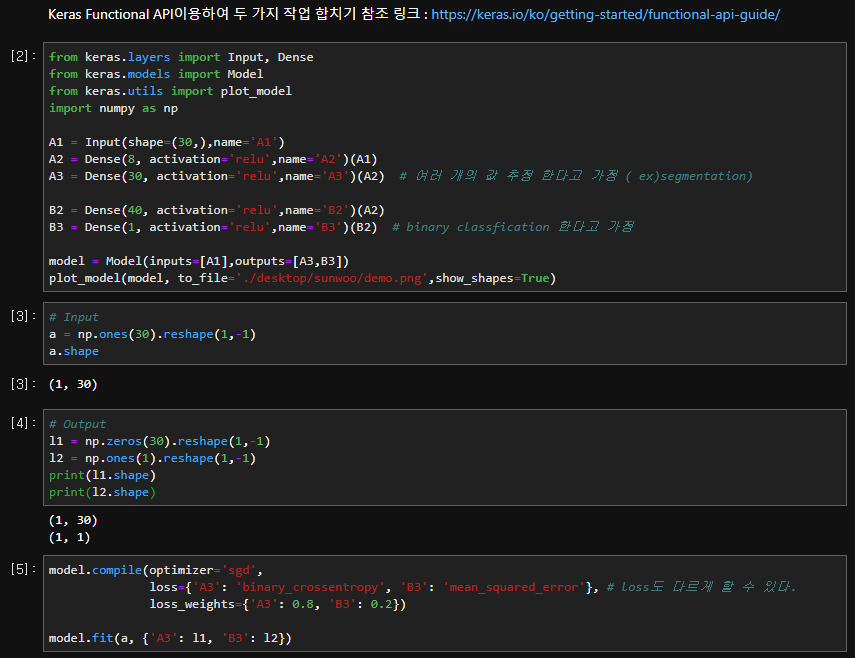 Keras Functional API이용하여 두 가지 작업 합치기 참조 링크 : https://keras.io/ko/getting-started/functional-api-guide/
[2]: from keras.layers import Input, Dense
from keras.models import Model
from keras.utils import plot_model
import numpy as np
A1 = Input(shape=(30,),name='A1')
A2 = Dense(8, activation='relu',name='A2')(A1)
A3 = Dense(30, activation='relu',name='A3')(A2)  # 여러 개의 값 추정 한다고 가정 ( ex)segmentation)
B2 = Dense(40, activation='relu',name='B2')(A2)
B3 = Dense(1, activation='relu',name='B3')(B2)  # binary classfication 한다고 가정
model = Model(inputs=[A1],outputs=[A3,B3])
plot_model(model, to_file='./desktop/sunwoo/demo.png',show_shapes=True)
[3]: # Input
a = np.ones(30).reshape(1,-1)
a.shape
[3]: (1, 30)
[4]: # Output
l1 = np.zeros(30).reshape(1,-1)
l2 = np.ones(1).reshape(1,-1)
print(l1.shape)
print(l2.shape)
(1, 30)
(1, 1)
[5]: model.compile(optimizer='sgd',
loss={'A3': 'binary_crossentropy', 'B3': 'mean_squared_error'}, # loss도 다르게 할 수 있다.
loss_weights={'A3': 0.8, 'B3': 0.2})
model.fit(a, {'A3': l1, 'B3': l2})